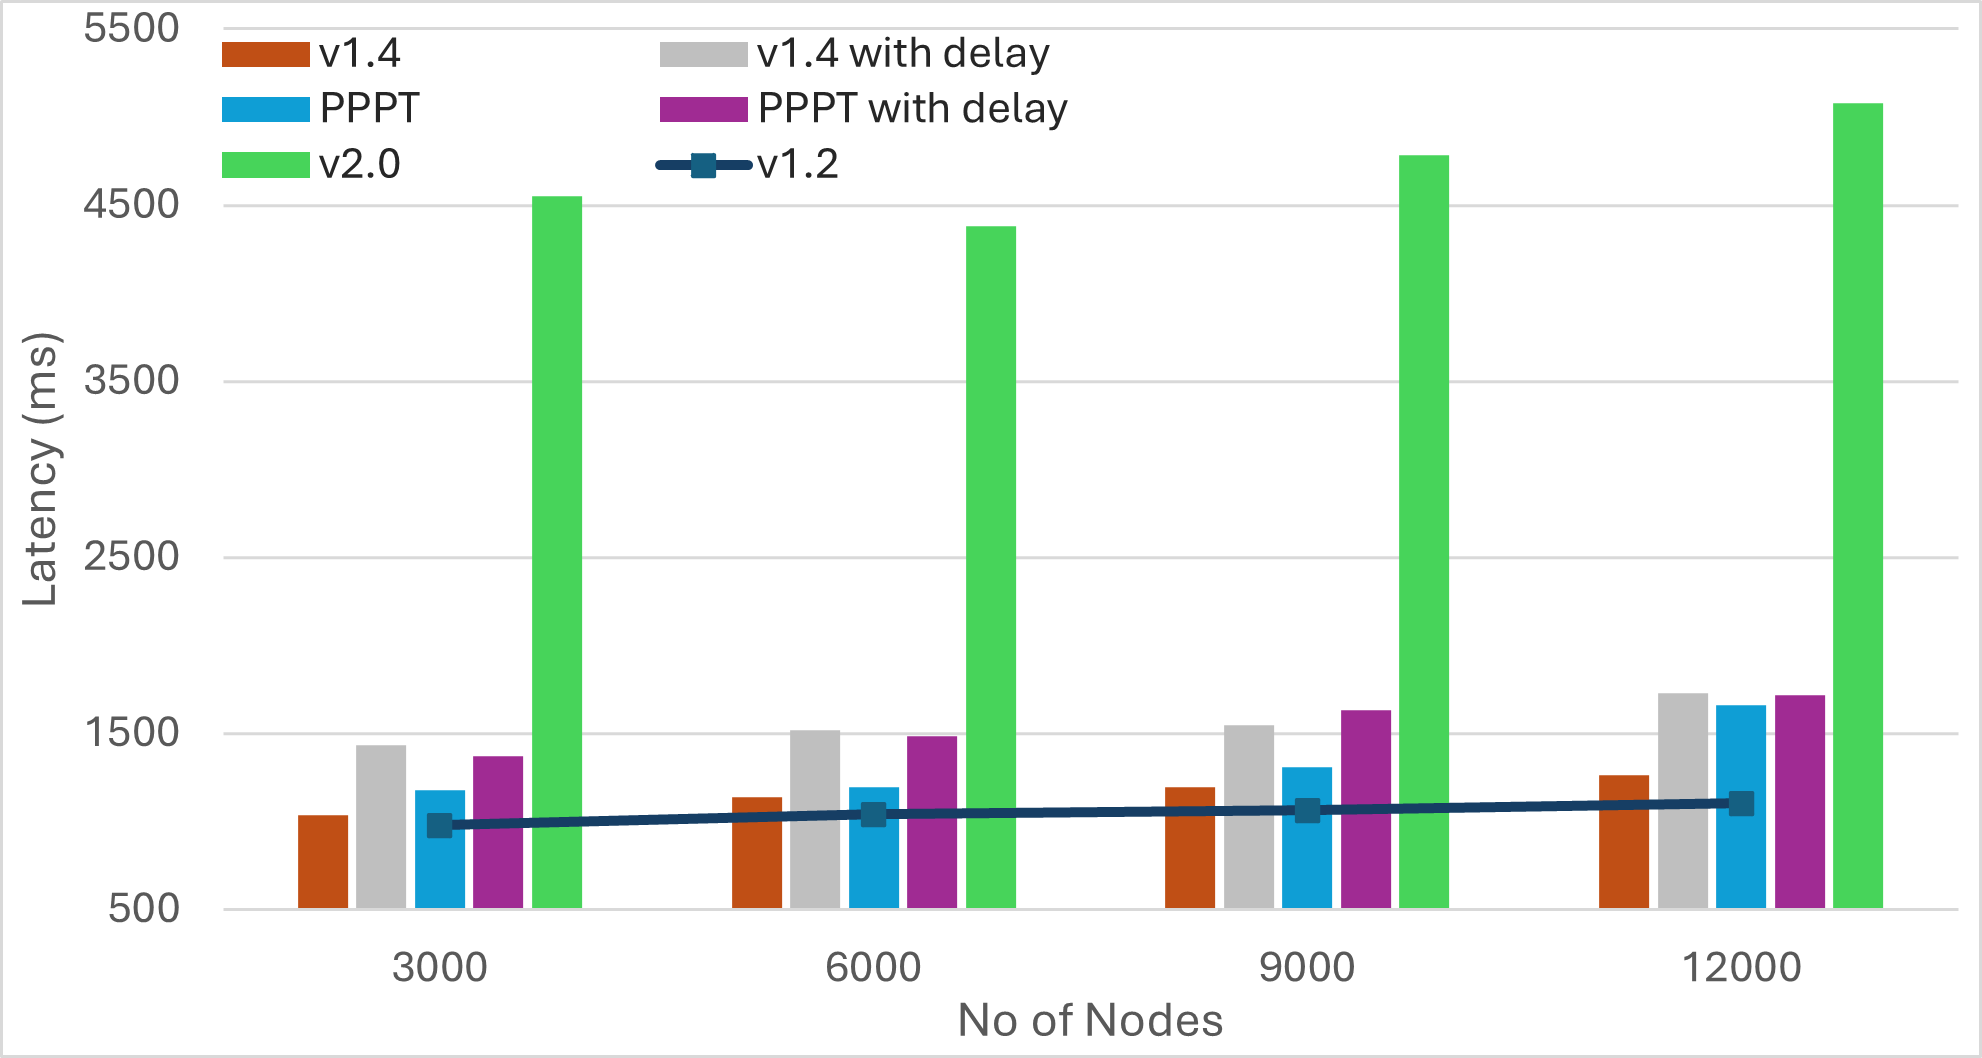 5500
v1.4
v1.4 with delay
PPPT
PPPT with delay
v2.0
v1.2
4500
3500
2500
1500
500
Latency (ms)
3000
6000
9000
12000
No of Nodes